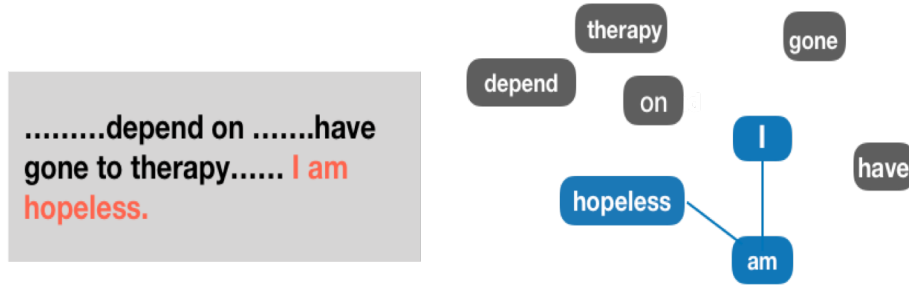 .........depend on .......have
gone to therapy...... I am
hopeless.
therapy
gone
depend
on
I
have
hopeless
am